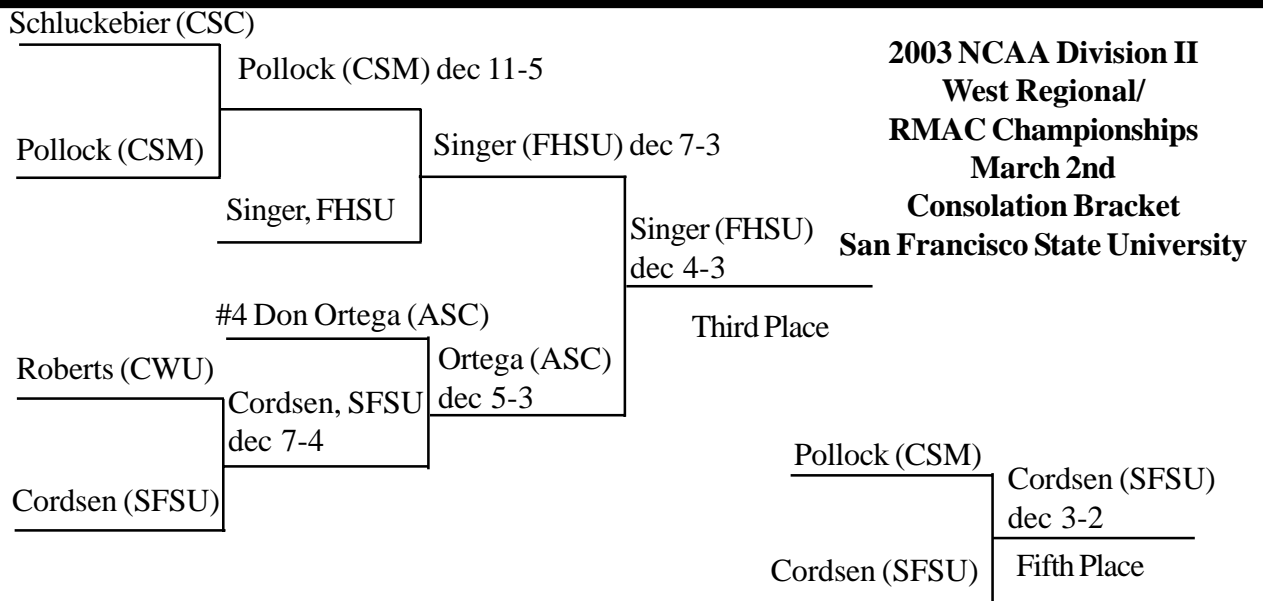 Schluckebier (CSC)
Pollock (CSM) dec 11-5
Pollock (CSM)
Singer (FHSU) dec 7-3
Singer, FHSU
Singer (FHSU)
dec 4-3
Third Place
#4 Don Ortega (ASC)
Ortega (ASC)
dec 5-3
Roberts (CWU)
Cordsen, SFSU
dec 7-4
Cordsen (SFSU)
2003 NCAA Division II
West Regional/
RMAC Championships
March 2nd
Consolation Bracket
San Francisco State University
Pollock (CSM)
Cordsen (SFSU)
dec 3-2
Cordsen (SFSU)
Fifth Place